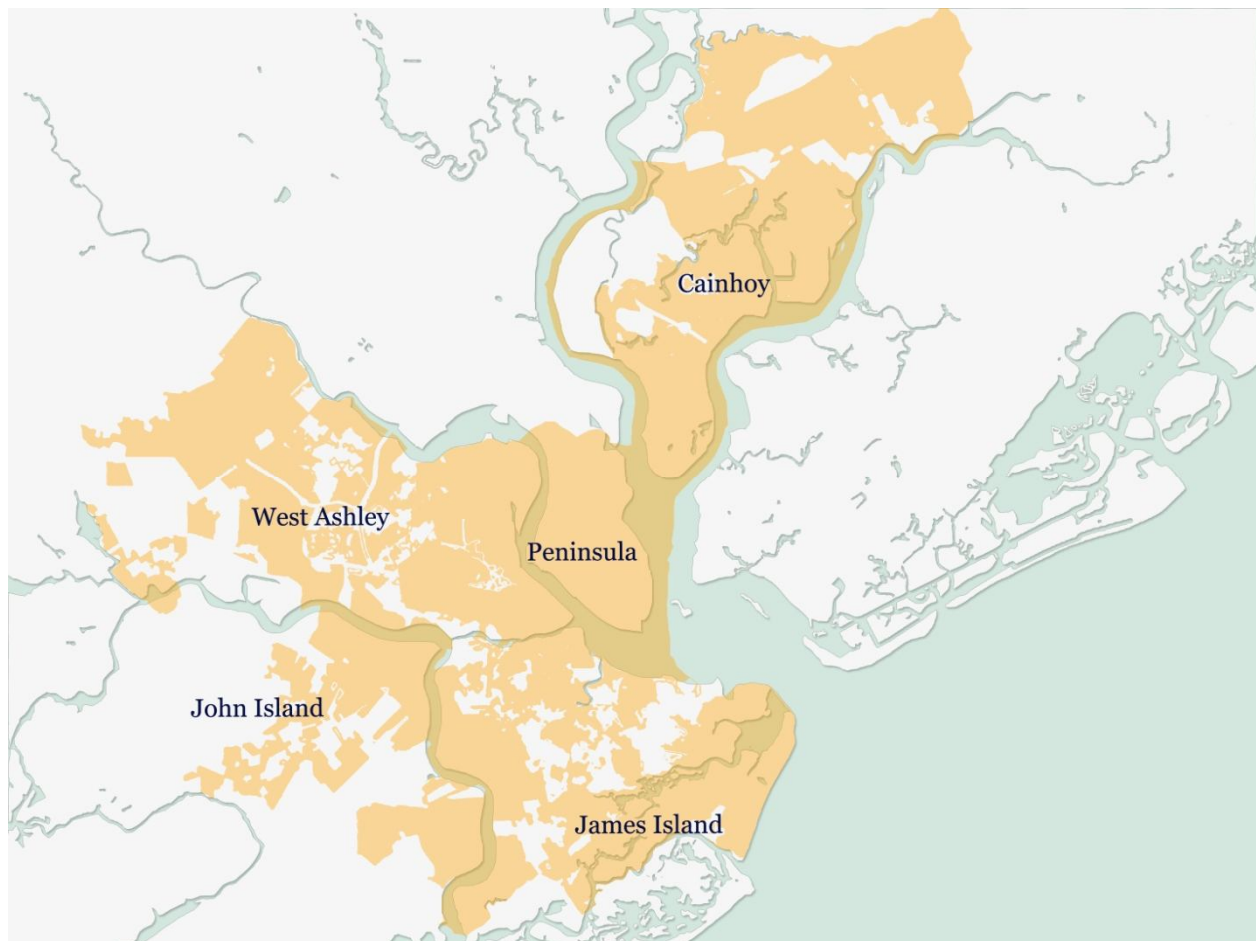 Cainhoy
West Ashley
Peninsula
John Island
James Island